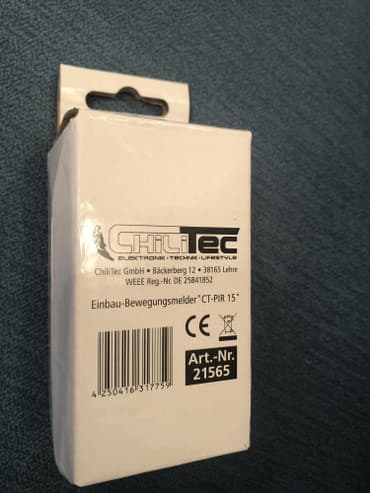 CHiLiTec
ELEKTRONIK • TECHNIK • LIFESTYLE
ChiliTec GmbH • Bäckerberg 12 • 38165 Lehre
WEEE Reg.-Nr. DE 25841852
Einbau-Bewegungsmelder "CT-PIR 15"
CE
Art.-Nr.
21565
4 250416 317759